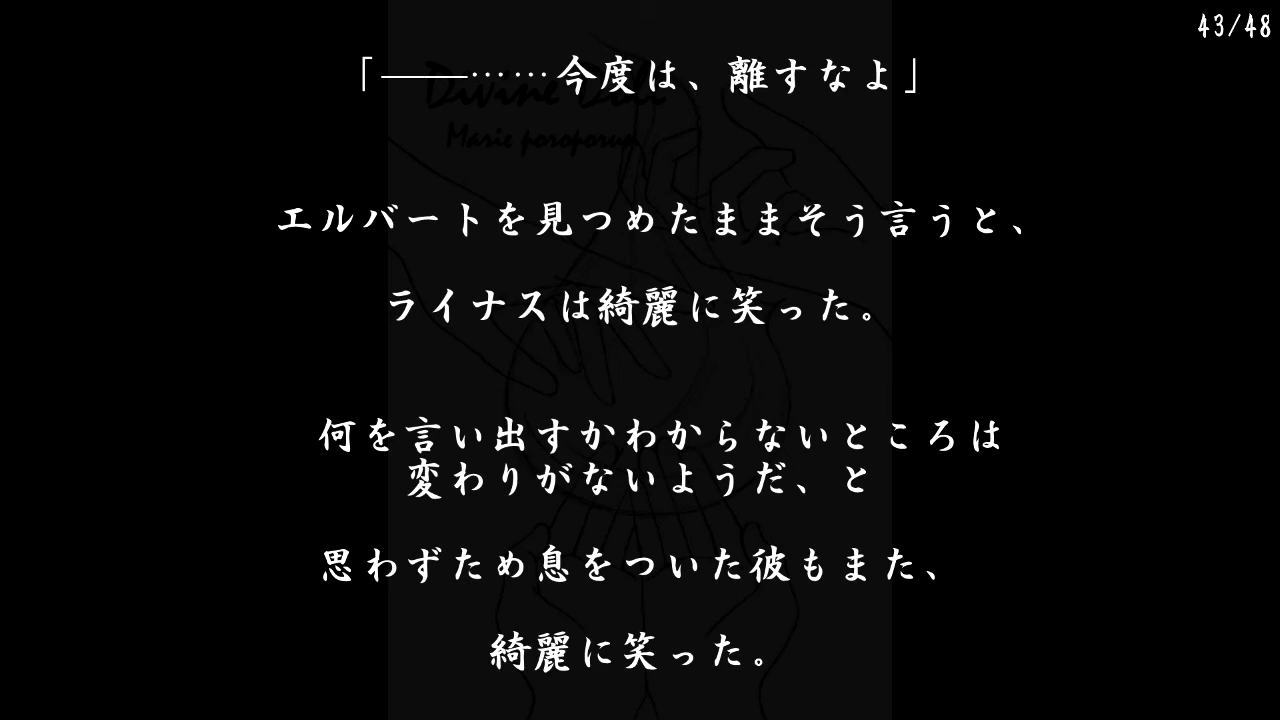 43/48
「――……今度は、離すなよ」
Divine Doll
Marie poroporuq
エルバートを見つめたままそう言うと、
ライナスは綺麗に笑った。
何を言い出すかわからないところは
変わりがないようだ、と
思わずため息をついた彼もまた、
綺麗に笑った。